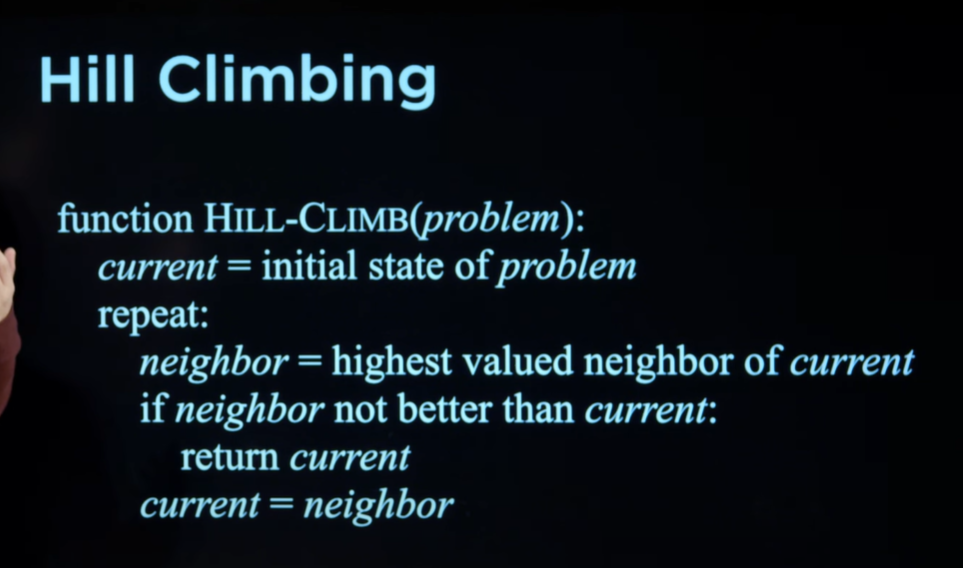 Hill Climbing
function HILL-CLIMB(problem):
current = initial state of problem
repeat:
neighbor = highest valued neighbor of current
if neighbor not better than current:
return current
current = neighbor